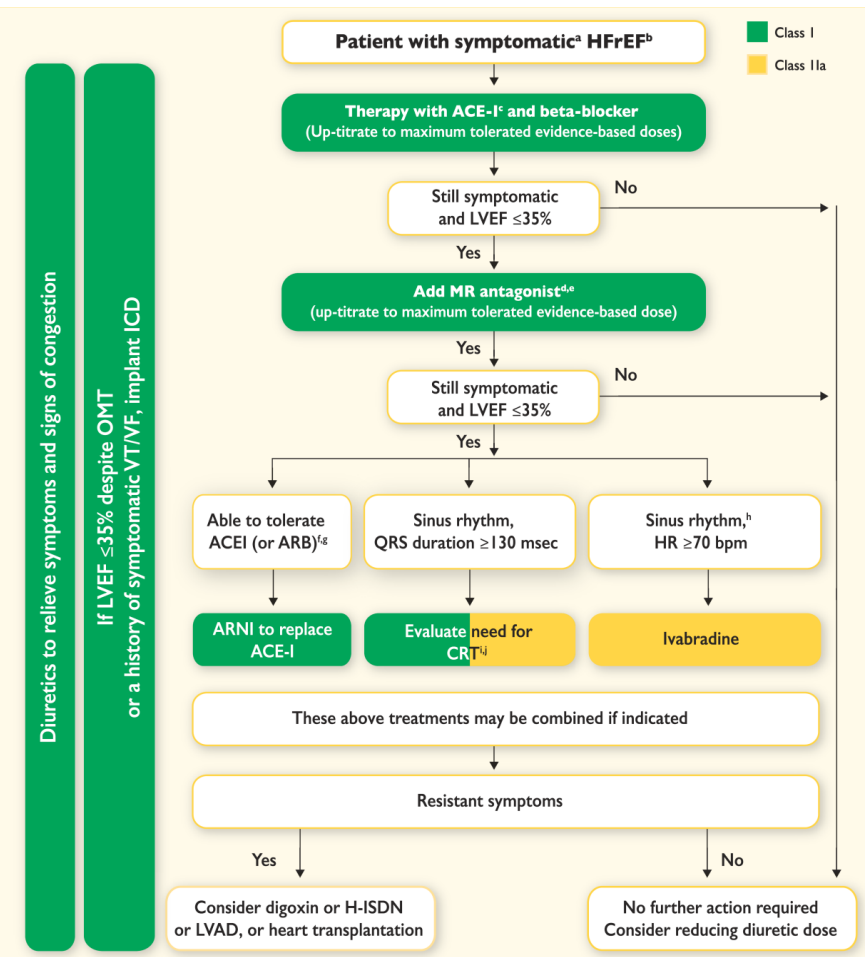 Patient with symptomaticᵃ HFrEFᵇ
Class I
Class IIa
Therapy with ACE-Iᶜ and beta-blocker
(Up-titrate to maximum tolerated evidence-based doses)
Still symptomatic
and LVEF ≤35%
No
Yes
Add MR antagonistᵈ,ᵉ
(up-titrate to maximum tolerated evidence-based dose)
Yes
Still symptomatic
and LVEF ≤35%
No
Yes
Able to tolerate
ACEI (or ARB)ᶠ,ᵍ
Sinus rhythm,
QRS duration ≥130 msec
Sinus rhythm,ʰ
HR ≥70 bpm
ARNI to replace
ACE-I
Evaluate need for
CRTⁱ,ʲ
Ivabradine
These above treatments may be combined if indicated
Resistant symptoms
Yes
No
Consider digoxin or H-ISDN
or LVAD, or heart transplantation
No further action required
Consider reducing diuretic dose
Diuretics to relieve symptoms and signs of congestion
If LVEF ≤35% despite OMT
or a history of symptomatic VT/VF, implant ICD